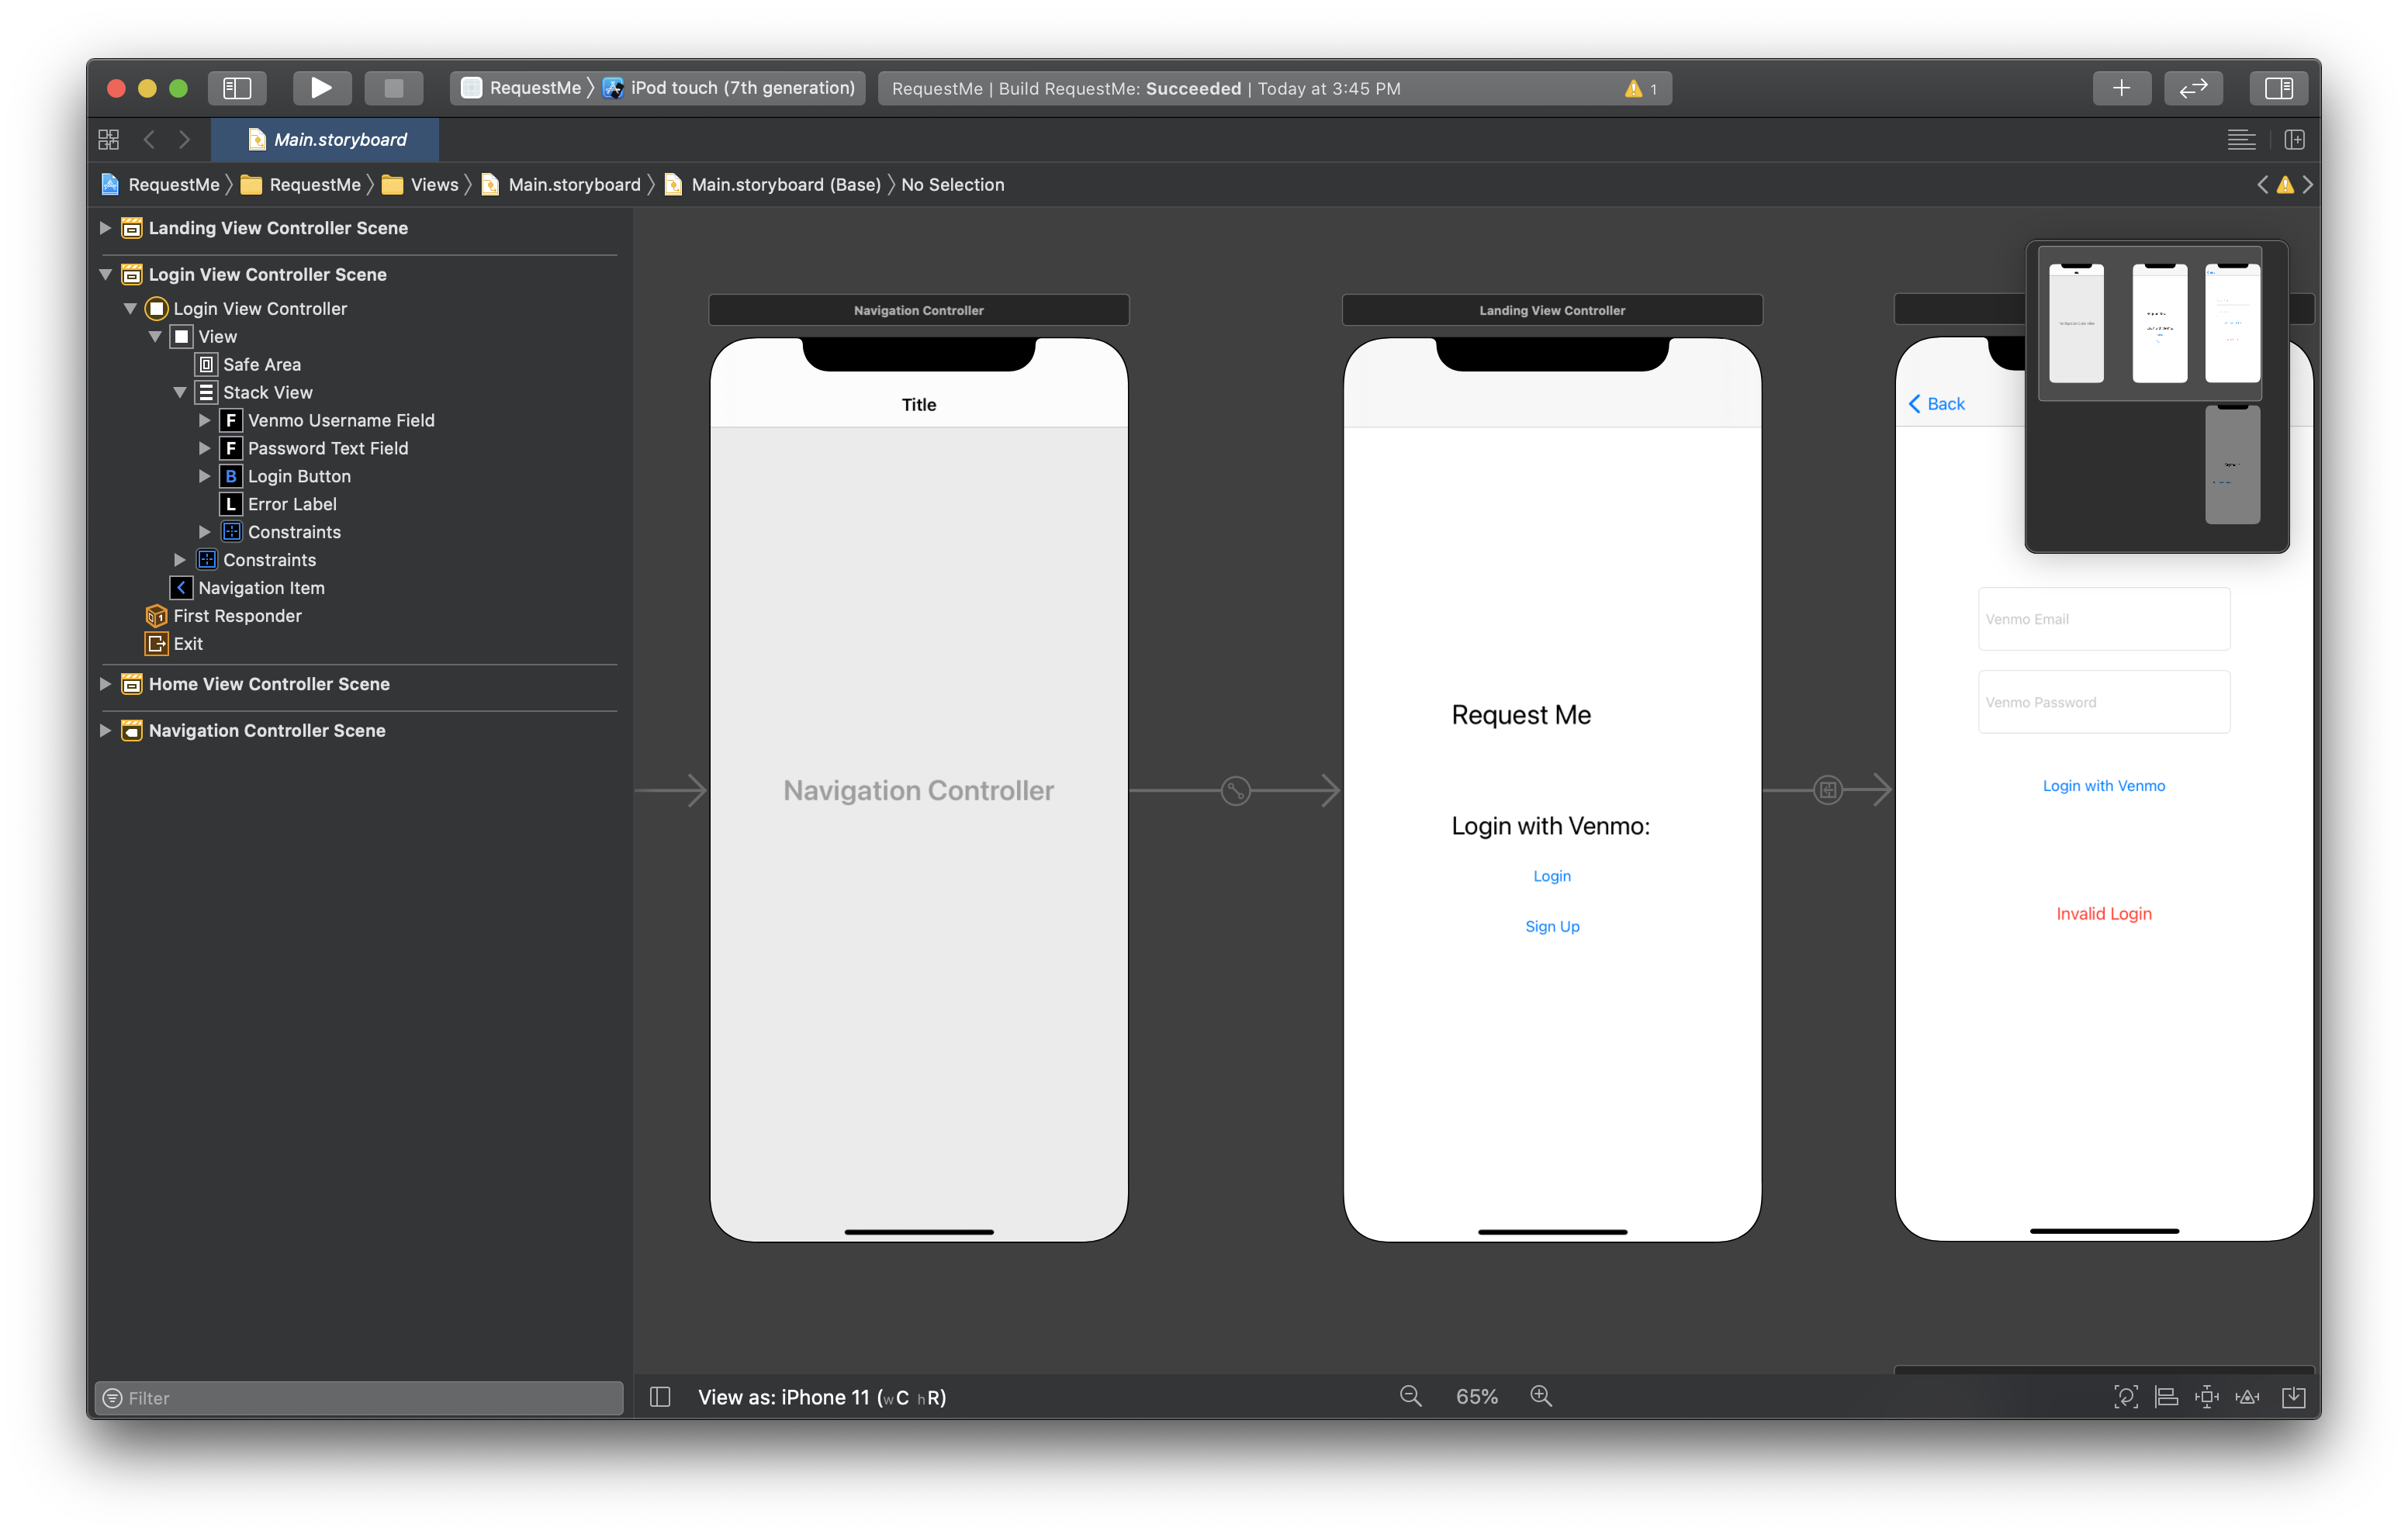 RequestMe iPod touch (7th generation)
RequestMe | Build RequestMe: Succeeded | Today at 3:45 PM
1
Main.storyboard
RequestMe RequestMe Views Main.storyboard Main.storyboard (Base) No Selection
Landing View Controller Scene
Login View Controller Scene
Login View Controller
View
Safe Area
Stack View
F Venmo Username Field
F Password Text Field
B Login Button
L Error Label
Constraints
Constraints
Navigation Item
First Responder
Exit
Home View Controller Scene
Navigation Controller Scene
Filter
Navigation Controller
Title
Navigation Controller
Landing View Controller
Request Me
Login with Venmo:
Login
Sign Up
Back
Venmo Email
Venmo Password
Login with Venmo
Invalid Login
View as: iPhone 11 (wC hR)
65%